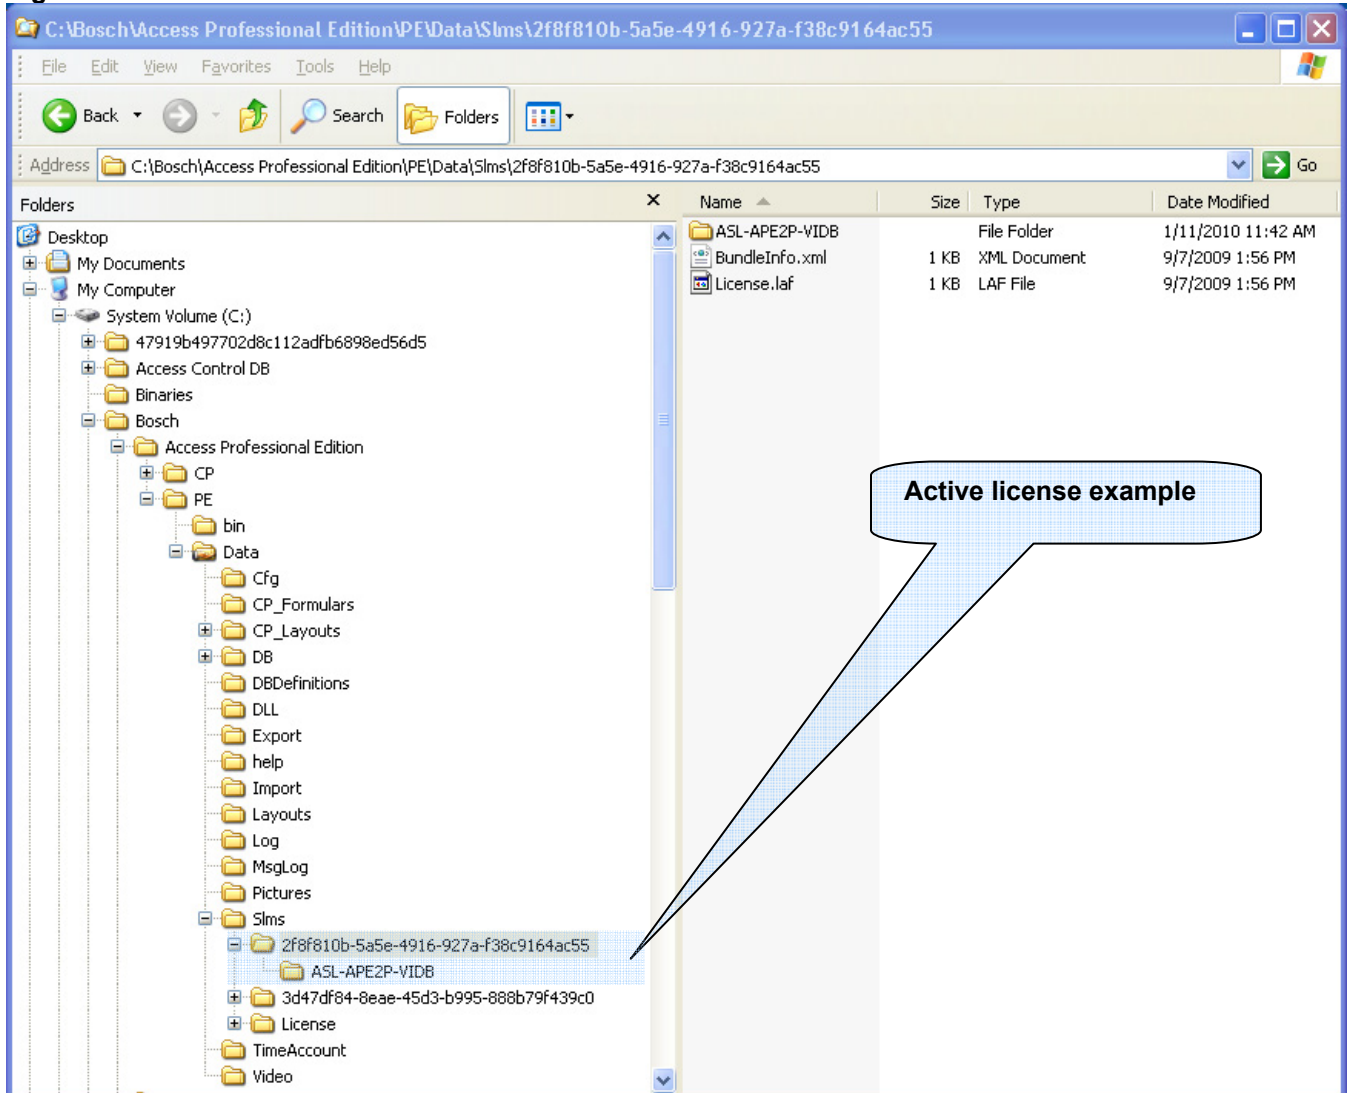 C:\Bosch\Access Professional Edition\PE\Data\Slms\2f8f810b-5a5e-4916-927a-f38c9164ac55
File Edit View Favorites Tools Help
Back Search Folders
Address C:\Bosch\Access Professional Edition\PE\Data\Slms\2f8f810b-5a5e-4916-927a-f38c9164ac55 Go
Folders
Desktop
My Documents
My Computer
System Volume (C:)
47919b497702d8c112adfb6898ed56d5
Access Control DB
Binaries
Bosch
Access Professional Edition
CP
PE
bin
Data
Cfg
CP_Formulars
CP_Layouts
DB
DBDefinitions
DLL
Export
help
Import
Layouts
Log
MsgLog
Pictures
Slms
2f8f810b-5a5e-4916-927a-f38c9164ac55
ASL-APE2P-VIDB
3d47df84-8eae-45d3-b995-888b79f439c0
License
TimeAccount
Video
Name Size Type Date Modified
ASL-APE2P-VIDB File Folder 1/11/2010 11:42 AM
BundleInfo.xml 1 KB XML Document 9/7/2009 1:56 PM
License.laf 1 KB LAF File 9/7/2009 1:56 PM
Active license example